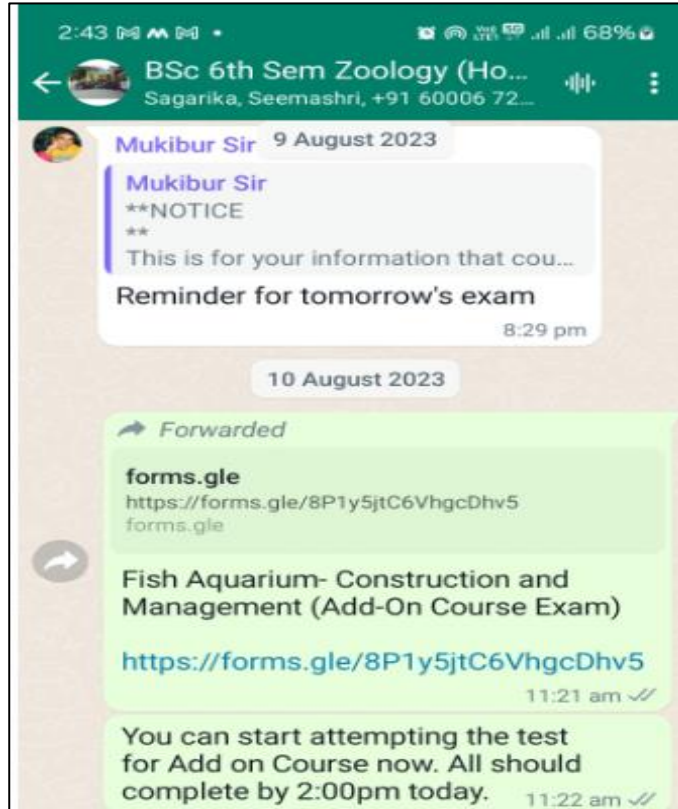 2:43
68%
BSc 6th Sem Zoology (Ho...
Sagarika, Seemashri, +91 60006 72...
9 August 2023
Mukibur Sir
Mukibur Sir
**NOTICE
**
This is for your information that cou...
Reminder for tomorrow's exam
8:29 pm
10 August 2023
Forwarded
forms.gle
https://forms.gle/8P1y5jtC6VhgcDhv5
forms.gle
Fish Aquarium- Construction and
Management (Add-On Course Exam)
https://forms.gle/8P1y5jtC6VhgcDhv5
11:21 am
You can start attempting the test
for Add on Course now. All should
complete by 2:00pm today.
11:22 am